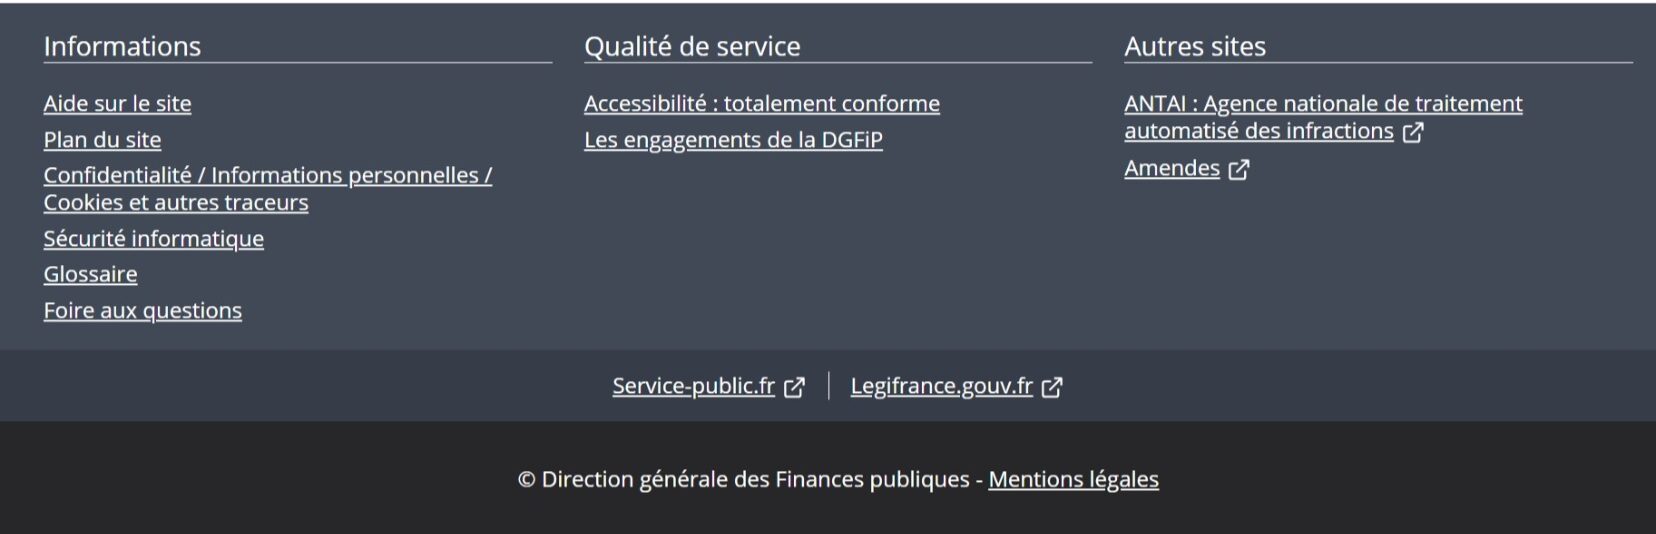 Informations
Aide sur le site
Plan du site
Confidentialité / Informations personnelles /
Cookies et autres traceurs
Sécurité informatique
Glossaire
Foire aux questions
Qualité de service
Accessibilité : totalement conforme
Les engagements de la DGFiP
Autres sites
ANTAI : Agence nationale de traitement
automatisé des infractions
Amendes
Service-public.fr | Legifrance.gouv.fr
© Direction générale des Finances publiques - Mentions légales